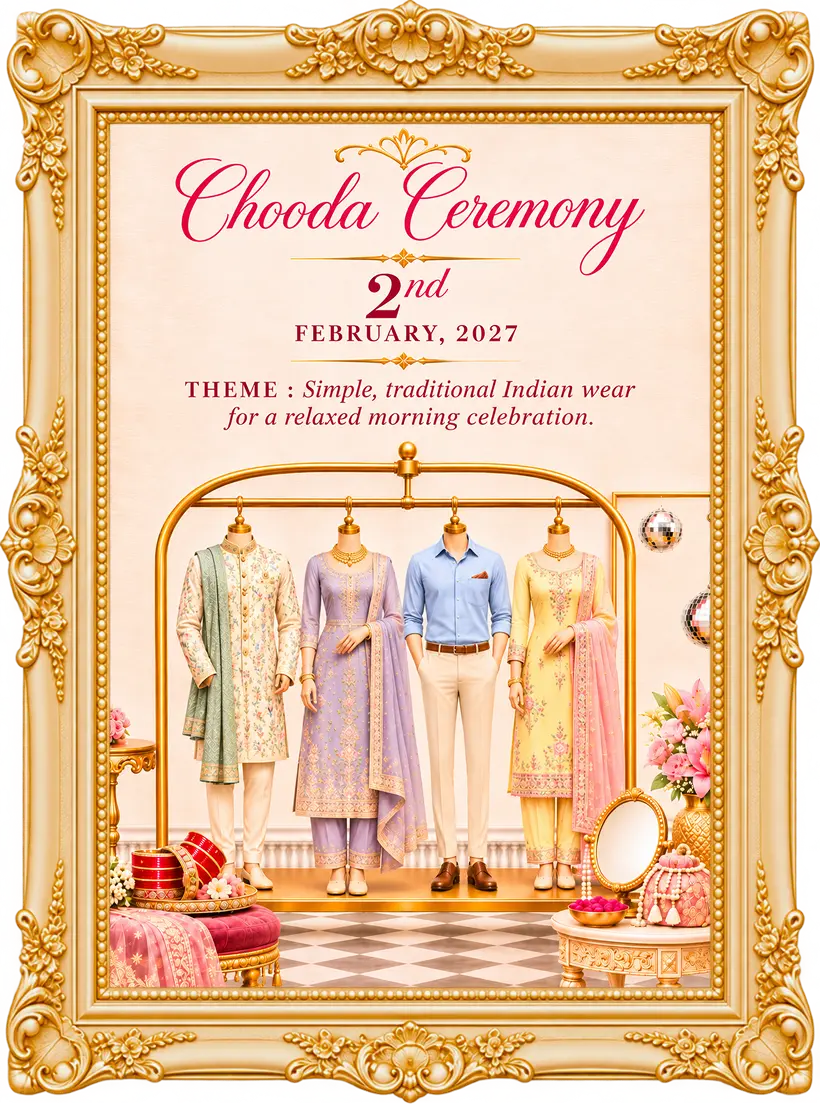 Chooda Ceremony
2nd
FEBRUARY, 2027
THEME : Simple, traditional Indian wear
for a relaxed morning celebration.